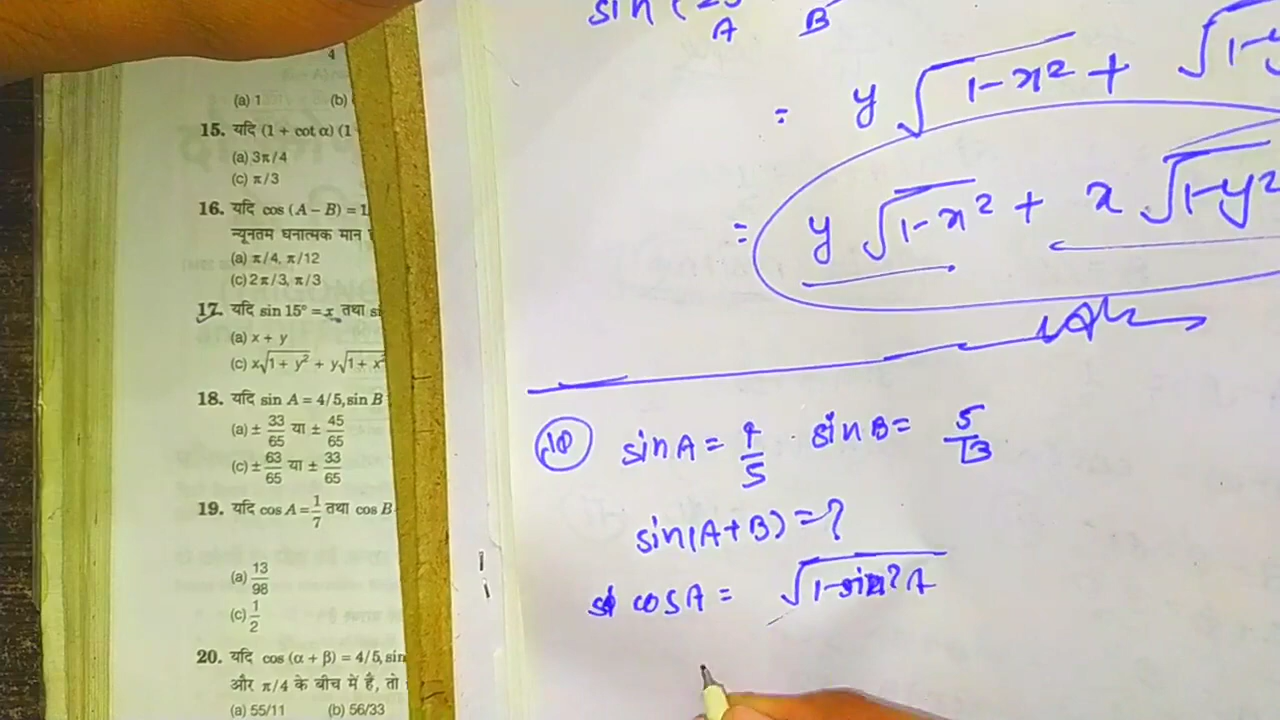 4
(a) 1 (b)
15. यदि (1 + cot α) (1
(a) 3π/4
(c) π/3
16. यदि cos (A – B) = 1
न्यूनतम घनात्मक मान
(a) π/4, π/12
(c) 2π/3, π/3
17. यदि sin 15° = x तथा si
(a) x + y
(c) x√1 + y² + y√1 + x²
18. यदि sin A = 4/5, sin B
(a) ± 33/65 या ± 45/65
(c) ± 63/65 या ± 33/65
19. यदि cos A = 1/7 तथा cos B
(a) 13/98
(c) 1/2
20. यदि cos (α + β) = 4/5, sin
और π/4 के बीच में हैं, तो
(a) 55/11 (b) 56/33
sin (
A B
= y √1-x² + √1-y
= y √1-x² + x √1-y²
18 sinA = 4/5 . sinB = 5/13
sin(A+B) = ?
cosA = √1-sin²A